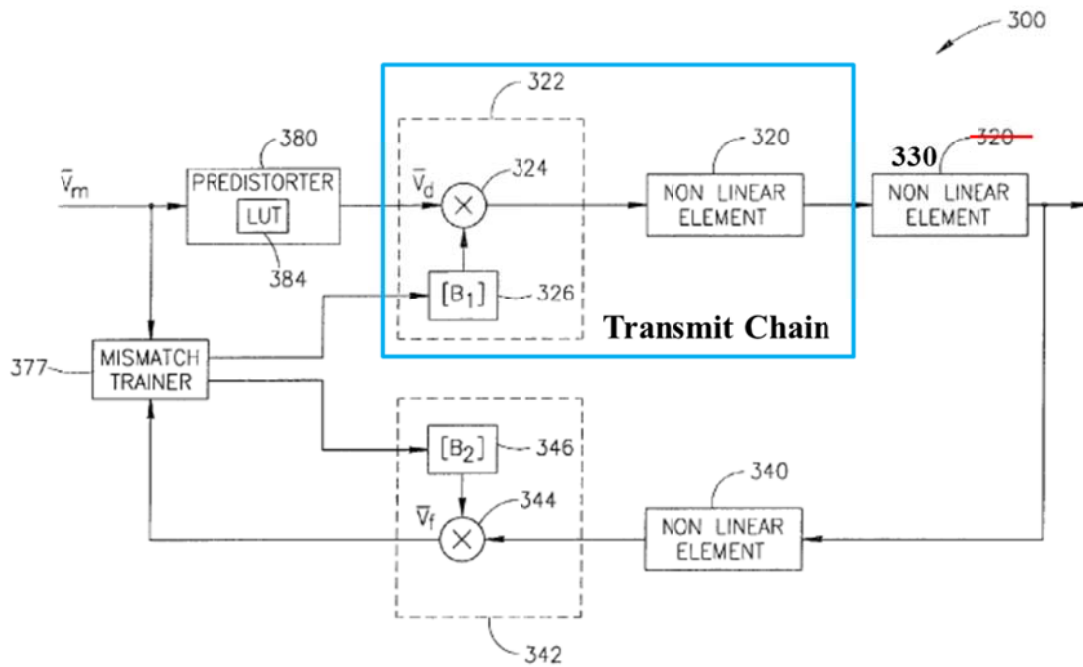 300
322
380
PREDISTORTER
LUT
384
V̄m
V̄d
324
320
NON LINEAR
ELEMENT
330
320
NON LINEAR
ELEMENT
[B1]
326
Transmit Chain
377
MISMATCH
TRAINER
[B2]
346
V̄f
344
340
NON LINEAR
ELEMENT
342